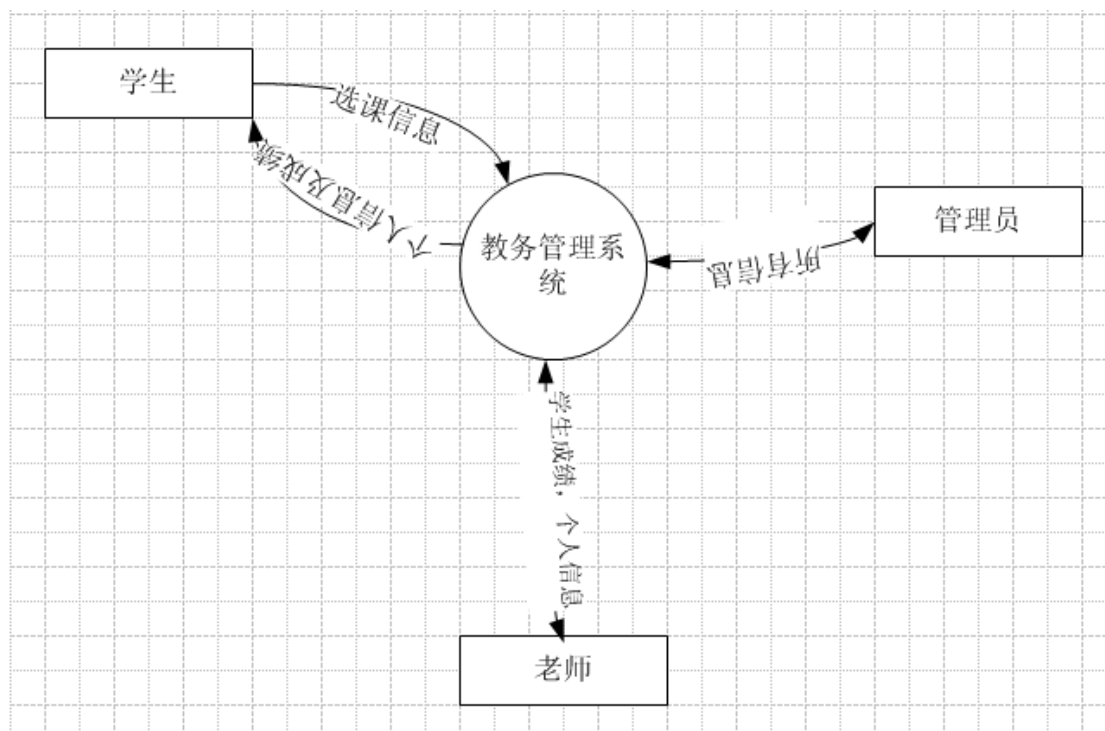 学生
选课信息
个人信息及成绩
教务管理系
统
管理员
所有信息
学生成绩，个人信息
老师